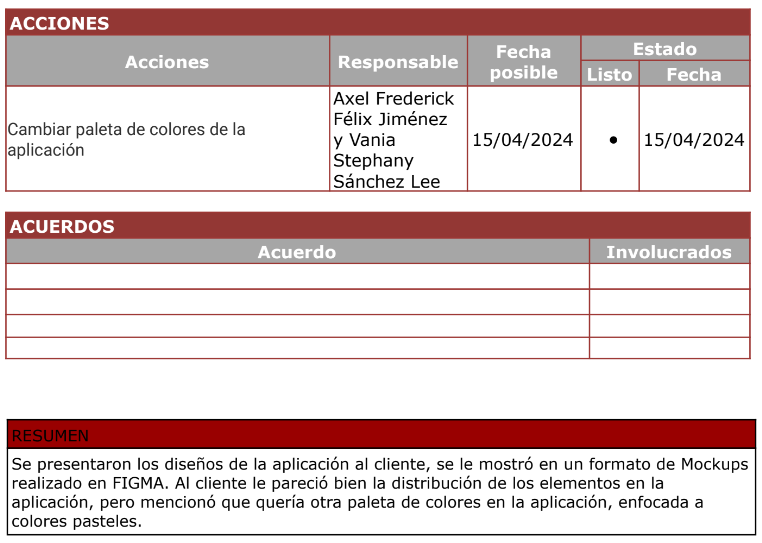 ACCIONES
Acciones
Responsable
Fecha
posible
Estado
Listo
Fecha
Cambiar paleta de colores de la
aplicación
Axel Frederick
Félix Jiménez
y Vania
Stephany
Sánchez Lee
15/04/2024
●
15/04/2024
ACUERDOS
Acuerdo
Involucrados
RESUMEN
Se presentaron los diseños de la aplicación al cliente, se le mostró en un formato de Mockups
realizado en FIGMA. Al cliente le pareció bien la distribución de los elementos en la
aplicación, pero mencionó que quería otra paleta de colores en la aplicación, enfocada a
colores pasteles.